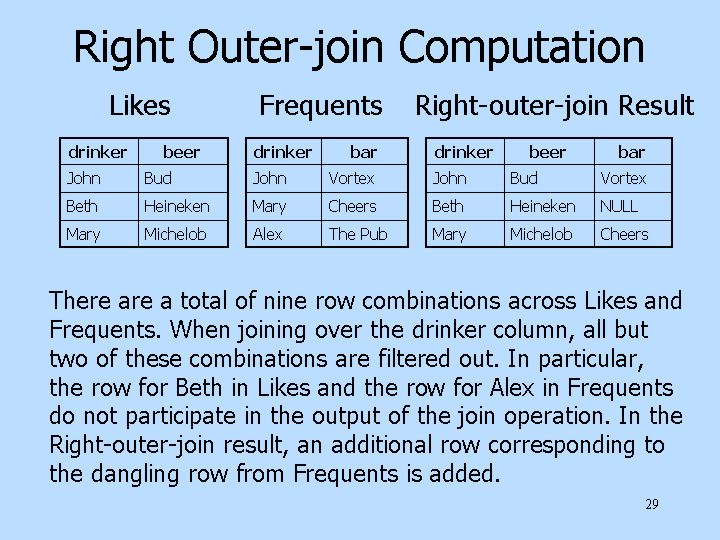 Right Outer-join Computation
Likes Frequents Right-outer-join Result
drinker beer drinker bar drinker beer bar
John Bud John Vortex John Bud Vortex
Beth Heineken Mary Cheers Beth Heineken NULL
Mary Michelob Alex The Pub Mary Michelob Cheers
There are a total of nine row combinations across Likes and
Frequents. When joining over the drinker column, all but
two of these combinations are filtered out. In particular,
the row for Beth in Likes and the row for Alex in Frequents
do not participate in the output of the join operation. In the
Right-outer-join result, an additional row corresponding to
the dangling row from Frequents is added.
29